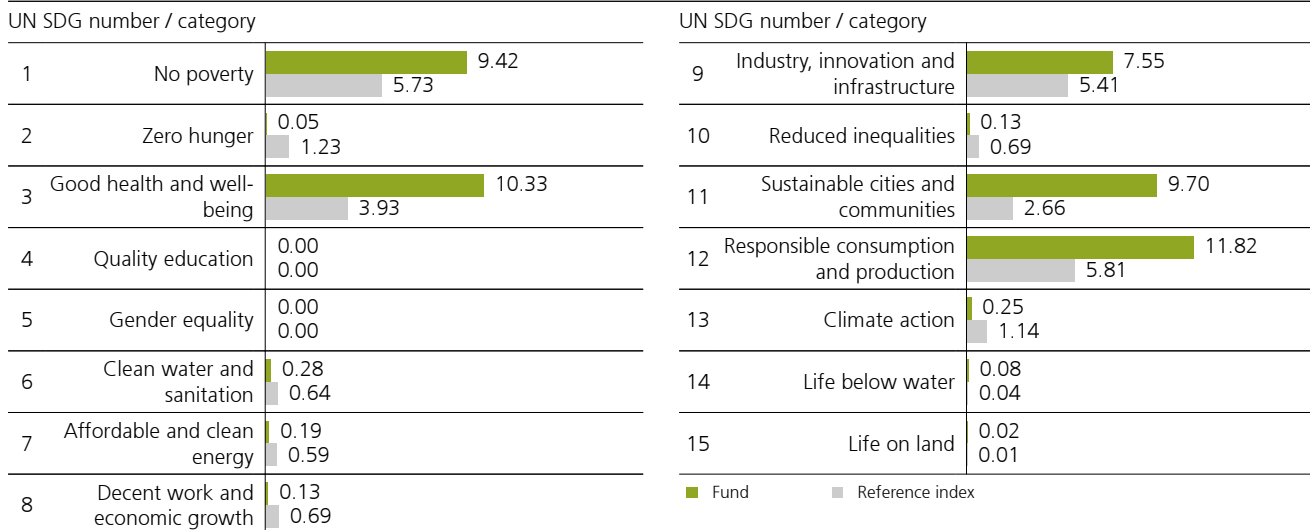 UN SDG number / category
1 No poverty 9.42
5.73
2 Zero hunger 0.05
1.23
3 Good health and well-
being 10.33
3.93
4 Quality education 0.00
0.00
5 Gender equality 0.00
0.00
6 Clean water and
sanitation 0.28
0.64
7 Affordable and clean
energy 0.19
0.59
8 Decent work and
economic growth 0.13
0.69
UN SDG number / category
9 Industry, innovation and
infrastructure 7.55
5.41
10 Reduced inequalities 0.13
0.69
11 Sustainable cities and
communities 9.70
2.66
12 Responsible consumption
and production 11.82
5.81
13 Climate action 0.25
1.14
14 Life below water 0.08
0.04
15 Life on land 0.02
0.01
Fund Reference index